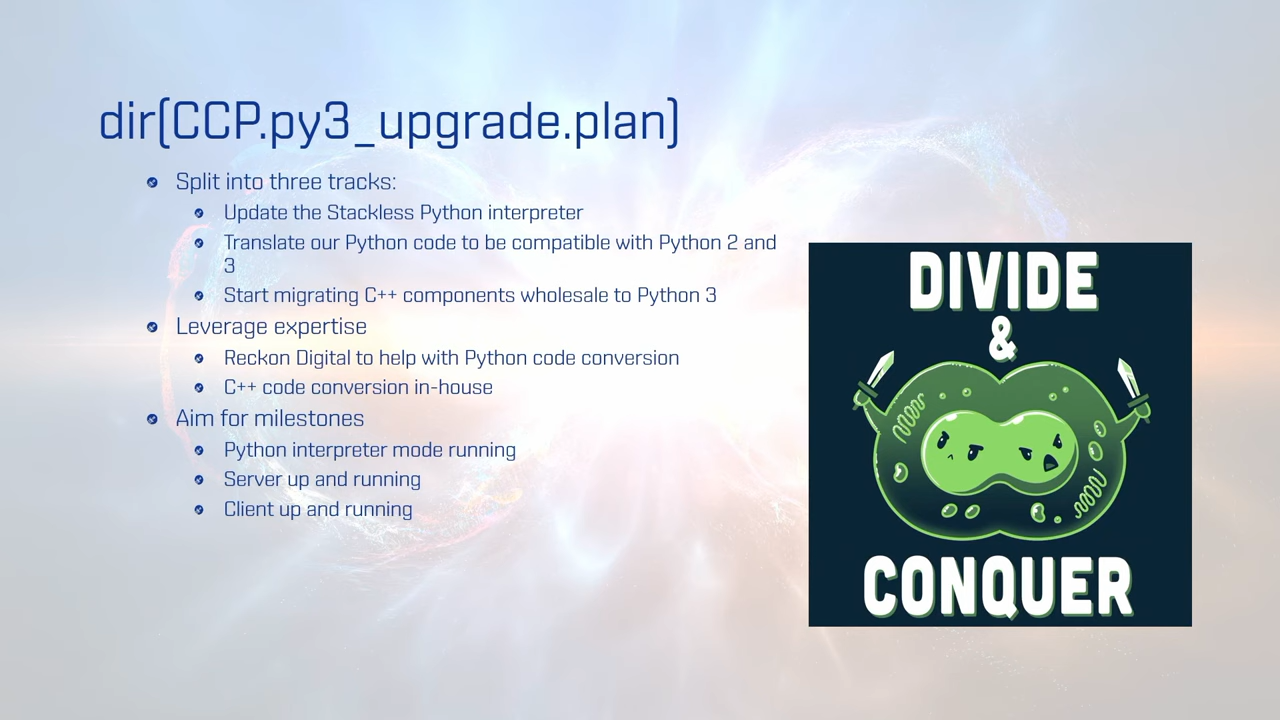 dir(CCP.py3_upgrade.plan)
Split into three tracks:
Update the Stackless Python interpreter
Translate our Python code to be compatible with Python 2 and
3
Start migrating C++ components wholesale to Python 3
Leverage expertise
Reckon Digital to help with Python code conversion
C++ code conversion in-house
Aim for milestones
Python interpreter mode running
Server up and running
Client up and running
DIVIDE
&
CONQUER